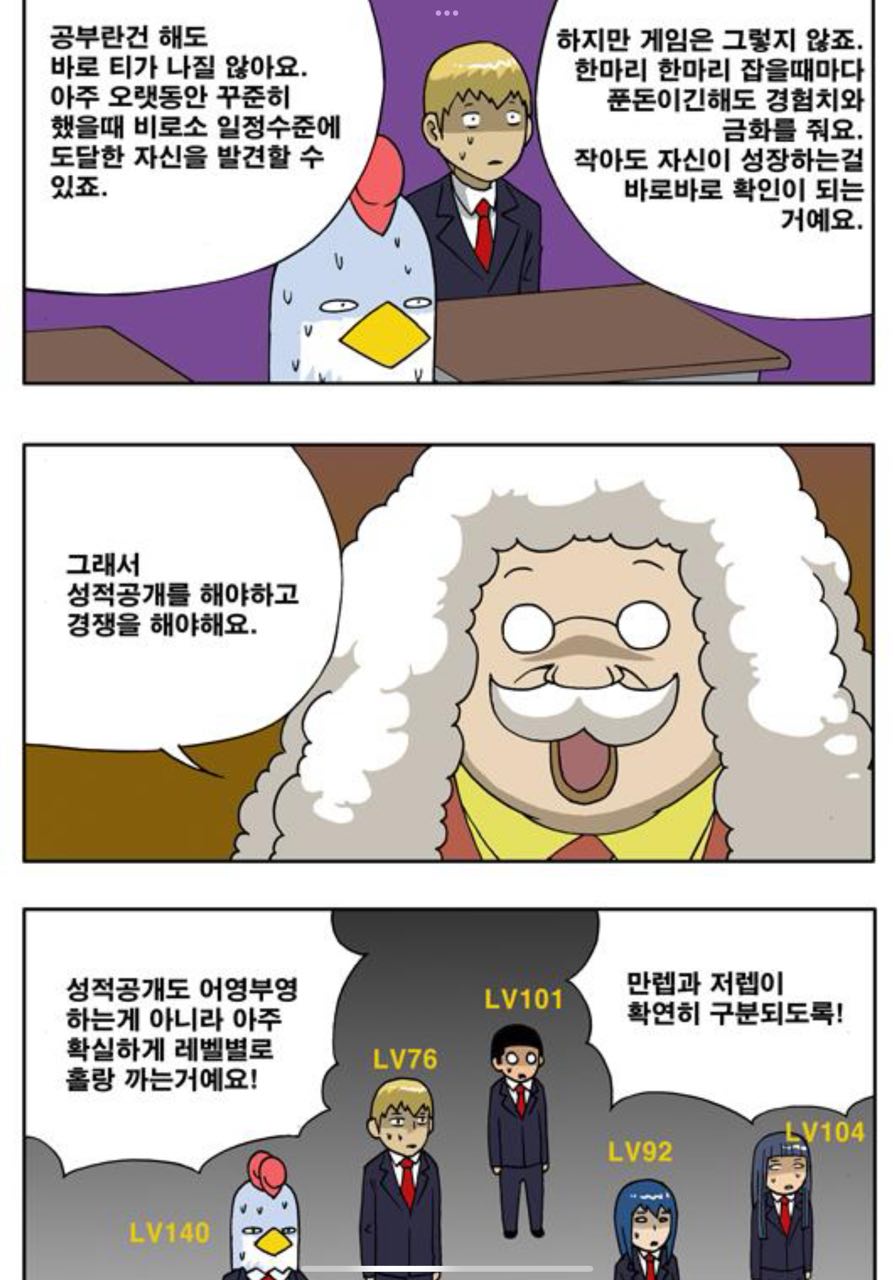 공부란건 해도
바로 티가 나질 않아요.
아주 오랫동안 꾸준히
했을때 비로소 일정수준에
도달한 자신을 발견할 수
있죠.
하지만 게임은 그렇지 않죠.
한마리 한마리 잡을때마다
푼돈이긴해도 경험치와
금화를 줘요.
작아도 자신이 성장하는걸
바로바로 확인이 되는
거예요.
그래서
성적공개를 해야하고
경쟁을 해야해요.
성적공개도 어영부영
하는게 아니라 아주
확실하게 레벨별로
홀랑 까는거예요!
만렙과 저렙이
확연히 구분되도록!
LV101
LV76
LV104
LV92
LV140